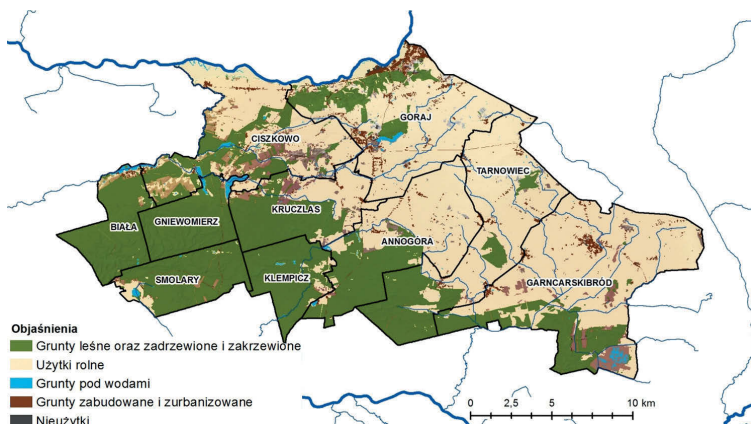 GORAJ
CISZKOWO
TARNOWIEC
KRUCZLAS
BIAŁA
GNIEWOMIERZ
ANNOGÓRA
SMOLARY
KLEMPICZ
GARNCARSKIBRÓD
Objaśnienia
Grunty leśne oraz zadrzewione i zakrzewione
Użytki rolne
Grunty pod wodami
Grunty zabudowane i zurbanizowane
Nieużytki
0 2,5 5 10 km